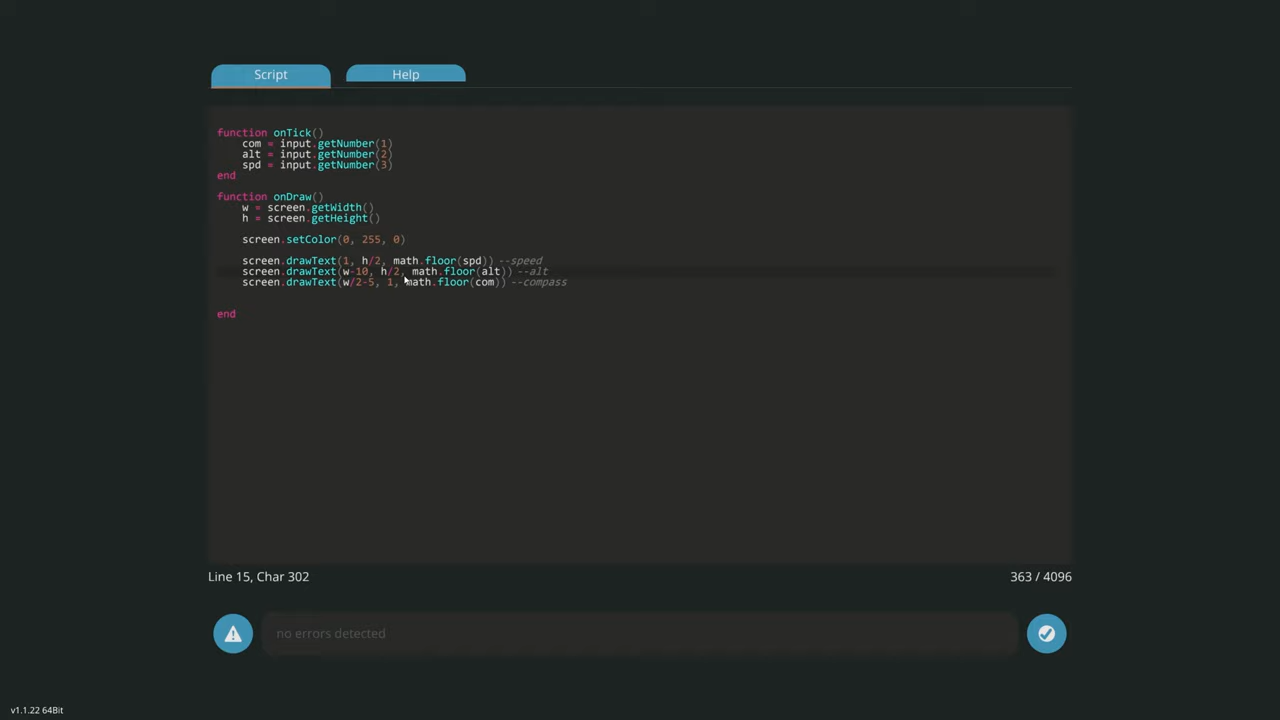 Script
Help
function onTick()
com = input.getNumber(1)
alt = input.getNumber(2)
spd = input.getNumber(3)
end
function onDraw()
w = screen.getWidth()
h = screen.getHeight()
screen.setColor(0, 255, 0)
screen.drawText(1, h/2, math.floor(spd)) --speed
screen.drawText(w-10, h/2, math.floor(alt)) --alt
screen.drawText(w/2-5, 1, math.floor(com)) --compass
end
Line 15, Char 302
363 / 4096
no errors detected
v1.1.22 64Bit